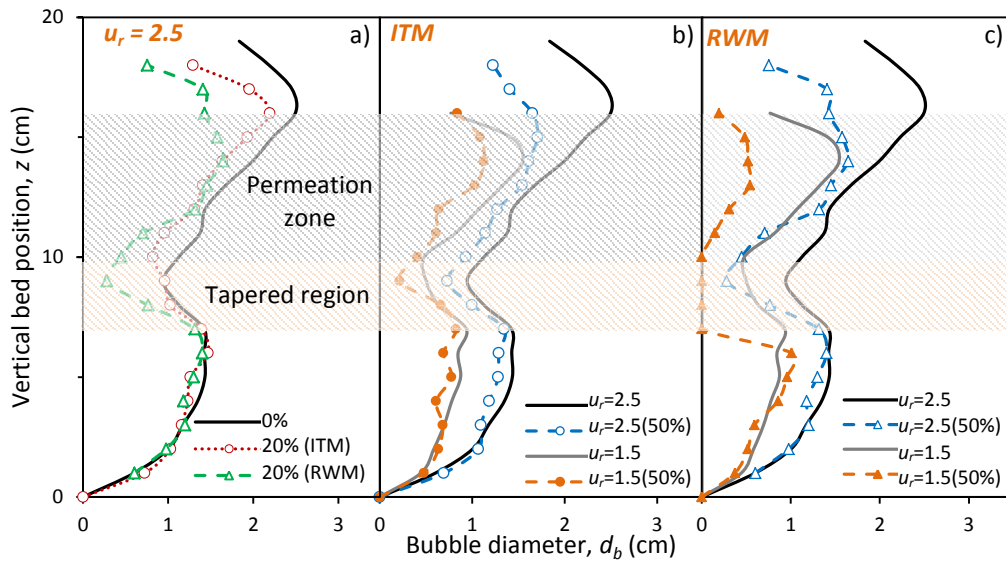 20
15
10
5
0
Vertical bed position, z (cm)
u_r = 2.5
a)
Permeation
zone
Tapered region
0%
20% (ITM)
20% (RWM)
0 1 2 3
ITM
b)
u_r=2.5
u_r=2.5(50%)
u_r=1.5
u_r=1.5(50%)
0 1 2 3
RWM
c)
u_r=2.5
u_r=2.5(50%)
u_r=1.5
u_r=1.5(50%)
0 1 2 3
Bubble diameter, d_b (cm)